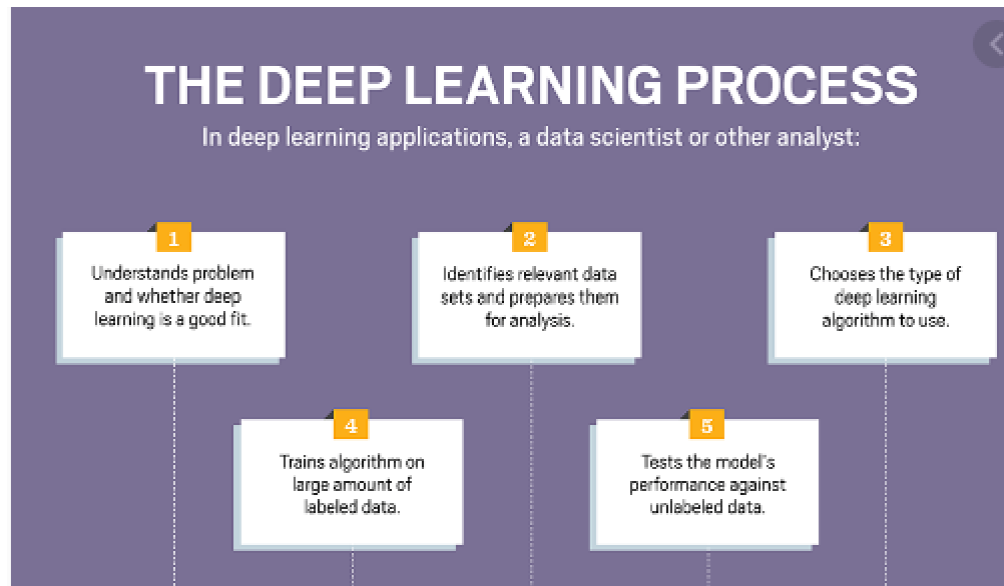 THE DEEP LEARNING PROCESS
In deep learning applications, a data scientist or other analyst:
1
Understands problem
and whether deep
learning is a good fit.
2
Identifies relevant data
sets and prepares them
for analysis.
3
Chooses the type of
deep learning
algorithm to use.
4
Trains algorithm on
large amount of
labeled data.
5
Tests the model's
performance against
unlabeled data.